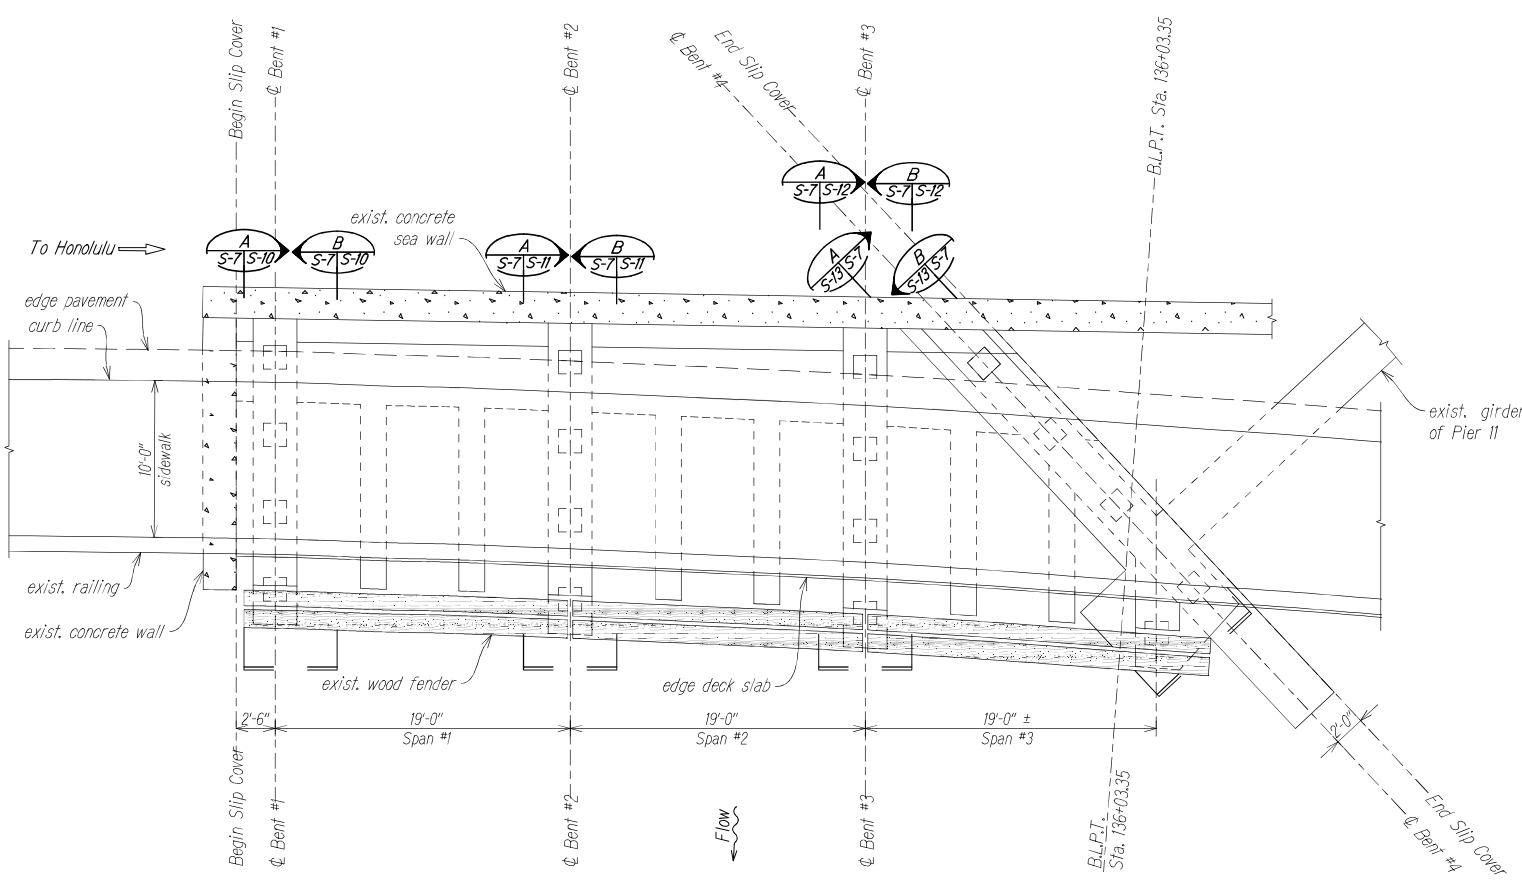 Begin Slip Cover
℄ Bent #1
℄ Bent #2
℄ Bent #4
End Slip Cover
℄ Bent #3
B.L.P.T. Sta. 136+03.35
A
S-7 S-12
B
S-7 S-12
To Honolulu
exist. concrete
sea wall
A
S-7 S-10
B
S-7 S-10
A
S-7 S-11
B
S-7 S-11
A
S-13 S-7
B
S-13 S-7
edge pavement
curb line
10'-0"
sidewalk
exist. girder
of Pier 11
exist. railing
exist. concrete wall
exist. wood fender
edge deck slab
2'-6"
19'-0"
Span #1
19'-0"
Span #2
19'-0" ±
Span #3
2'-0"
Begin Slip Cover
℄ Bent #1
℄ Bent #2
Flow
℄ Bent #3
B.L.P.T.
Sta. 136+03.35
℄ Bent #4
End Slip Cover